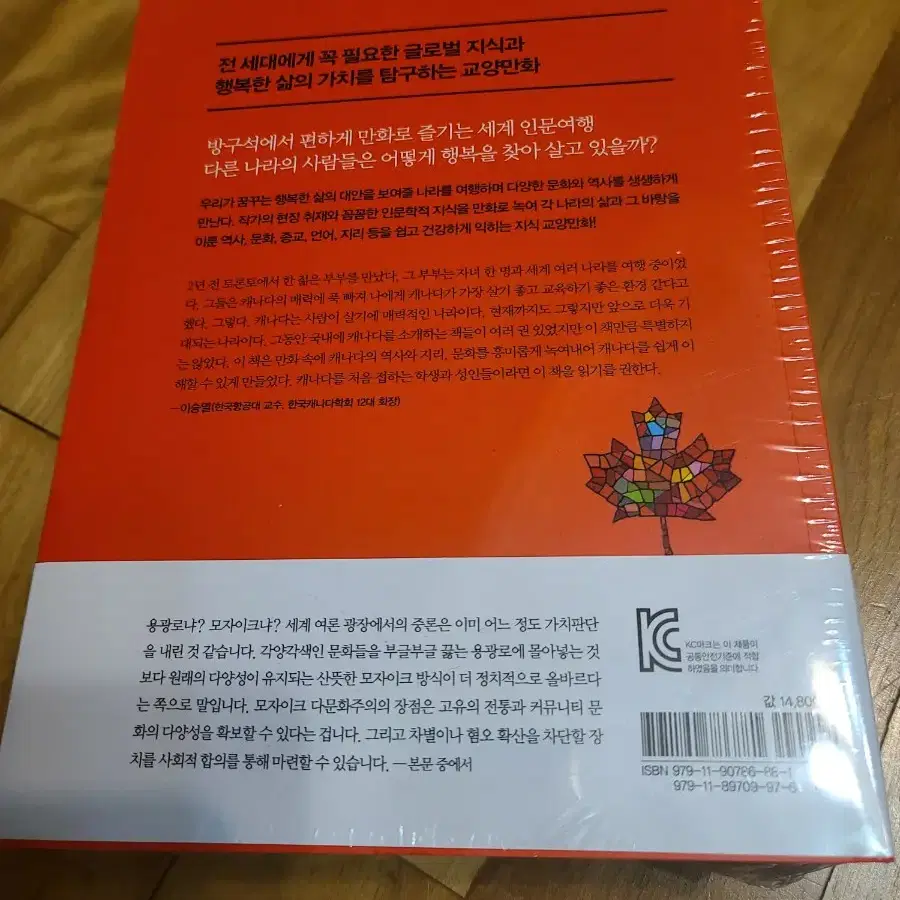 전 세대에게 꼭 필요한 글로벌 지식과
행복한 삶의 가치를 탐구하는 교양만화
방구석에서 편하게 만화로 즐기는 세계 인문여행
다른 나라의 사람들은 어떻게 행복을 찾아 살고 있을까?
우리가 꿈꾸는 행복한 삶의 대안을 보여줄 나라를 여행하며 다양한 문화와 역사를 생생하게
만난다. 작가의 현장 취재와 꼼꼼한 인문학적 지식을 만화로 녹여 각 나라의 삶과 그 바탕을
이룬 역사, 문화, 종교, 언어, 지리 등을 쉽고 건강하게 익히는 지식 교양만화!
2년 전 토론토에서 한 젊은 부부를 만났다. 그 부부는 자녀 한 명과 세계 여러 나라를 여행 중이었
다. 그들은 캐나다의 매력에 푹 빠져 나에게 캐나다가 가장 살기 좋고 교육하기 좋은 환경 같다고
했다. 그렇다. 캐나다는 사람이 살기에 매력적인 나라이다. 현재까지도 그렇지만 앞으로 더욱 기
대되는 나라이다. 그동안 국내에 캐나다를 소개하는 책들이 여러 권 있었지만 이 책만큼 특별하지
는 않았다. 이 책은 만화 속에 캐나다의 역사와 지리, 문화를 흥미롭게 녹여내어 캐나다를 쉽게 이
해할 수 있게 만들었다. 캐나다를 처음 접하는 학생과 성인들이라면 이 책을 읽기를 권한다.
—이승열(한국항공대 교수, 한국캐나다학회 12대 회장)
용광로냐? 모자이크냐? 세계 여론 광장에서의 중론은 이미 어느 정도 가치판단
을 내린 것 같습니다. 각양각색인 문화들을 부글부글 끓는 용광로에 몰아넣는 것
보다 원래의 다양성이 유지되는 산뜻한 모자이크 방식이 더 정치적으로 올바르다
는 쪽으로 말입니다. 모자이크 다문화주의의 장점은 고유의 전통과 커뮤니티 문
화의 다양성을 확보할 수 있다는 겁니다. 그리고 차별이나 혐오 확산을 차단할 장
치를 사회적 합의를 통해 마련할 수 있습니다. —본문 중에서
KC마크는 이 제품이
공통안전기준에 적합
하였음을 의미합니다.
값 14,800
ISBN 979-11-90786-88-1
979-11-89709-97-6